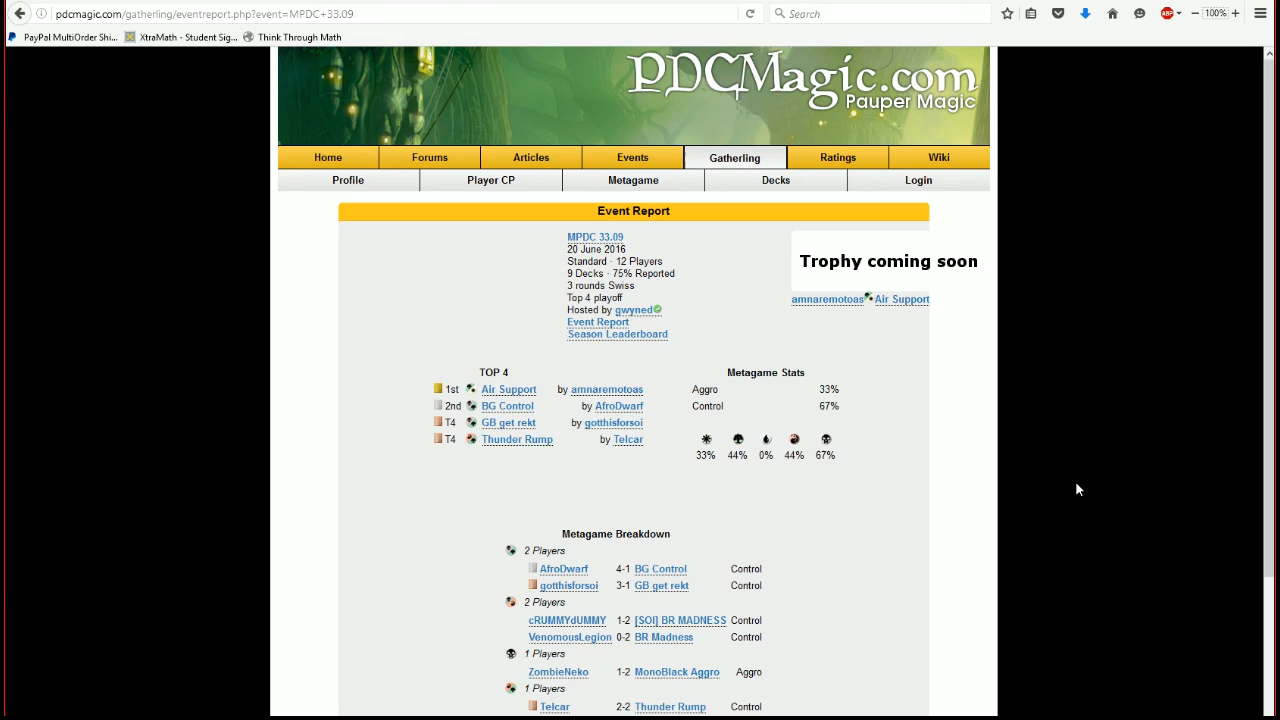 pdcmagic.com/gatherling/eventreport.php?event=MPDC+33.09
Search
ABP
100%
PayPal MultiOrder Shi...
XtraMath - Student Sig...
Think Through Math
PDCMagic.com
Pauper Magic
Home Forums Articles Events Gatherling Ratings Wiki
Profile Player CP Metagame Decks Login
Event Report
MPDC 33.09
20 June 2016
Standard · 12 Players
9 Decks · 75% Reported
3 rounds Swiss
Top 4 playoff
Hosted by gwyned
Event Report
Season Leaderboard
Trophy coming soon
amnaremotoas Air Support
TOP 4
1st Air Support by amnaremotoas
2nd BG Control by AfroDwarf
T4 GB get rekt by gotthisforsoi
T4 Thunder Rump by Telcar
Metagame Stats
Aggro 33%
Control 67%
33% 44% 0% 44% 67%
Metagame Breakdown
2 Players
AfroDwarf 4-1 BG Control Control
gotthisforsoi 3-1 GB get rekt Control
2 Players
cRUMMYdUMMY 1-2 [SOI] BR MADNESS Control
VenomousLegion 0-2 BR Madness Control
1 Players
ZombieNeko 1-2 MonoBlack Aggro Aggro
1 Players
Telcar 2-2 Thunder Rump Control